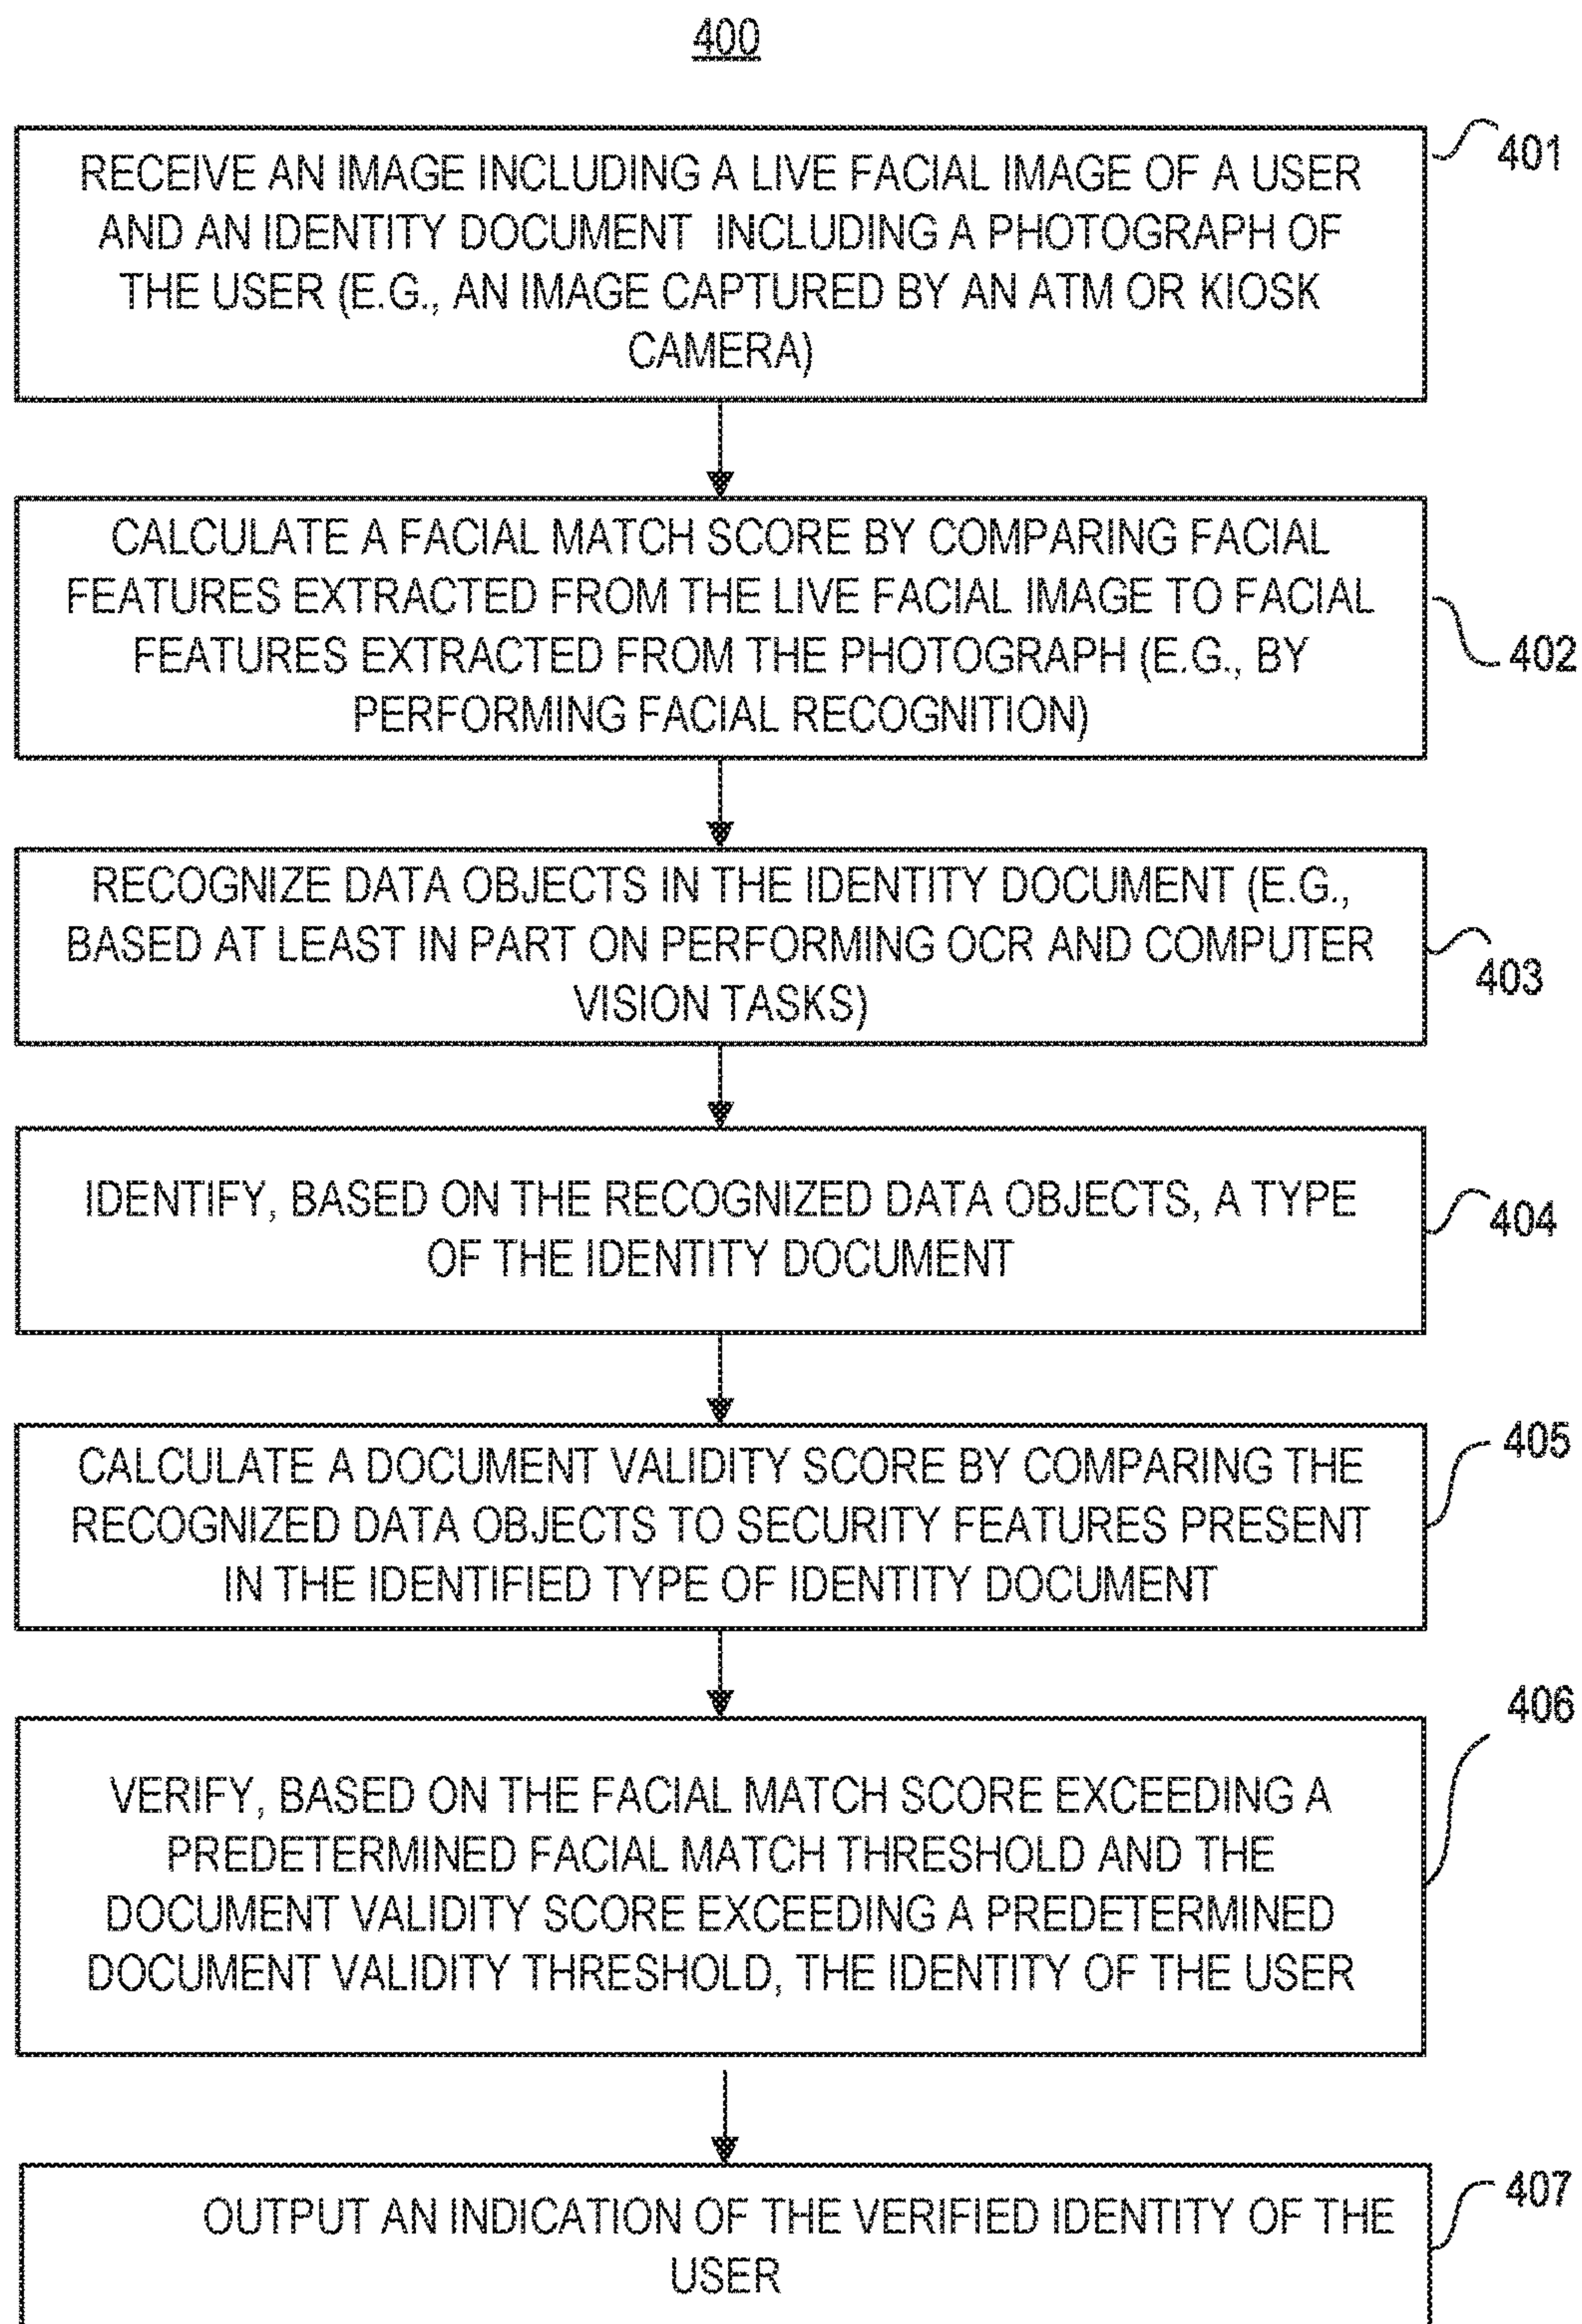 400
RECEIVE AN IMAGE INCLUDING A LIVE FACIAL IMAGE OF A USER
AND AN IDENTITY DOCUMENT INCLUDING A PHOTOGRAPH OF
THE USER (E.G., AN IMAGE CAPTURED BY AN ATM OR KIOSK
CAMERA)
401
CALCULATE A FACIAL MATCH SCORE BY COMPARING FACIAL
FEATURES EXTRACTED FROM THE LIVE FACIAL IMAGE TO FACIAL
FEATURES EXTRACTED FROM THE PHOTOGRAPH (E.G., BY
PERFORMING FACIAL RECOGNITION)
402
RECOGNIZE DATA OBJECTS IN THE IDENTITY DOCUMENT (E.G.,
BASED AT LEAST IN PART ON PERFORMING OCR AND COMPUTER
VISION TASKS)
403
IDENTIFY, BASED ON THE RECOGNIZED DATA OBJECTS, A TYPE
OF THE IDENTITY DOCUMENT
404
CALCULATE A DOCUMENT VALIDITY SCORE BY COMPARING THE
RECOGNIZED DATA OBJECTS TO SECURITY FEATURES PRESENT
IN THE IDENTIFIED TYPE OF IDENTITY DOCUMENT
405
VERIFY, BASED ON THE FACIAL MATCH SCORE EXCEEDING A
PREDETERMINED FACIAL MATCH THRESHOLD AND THE
DOCUMENT VALIDITY SCORE EXCEEDING A PREDETERMINED
DOCUMENT VALIDITY THRESHOLD, THE IDENTITY OF THE USER
406
OUTPUT AN INDICATION OF THE VERIFIED IDENTITY OF THE
USER
407